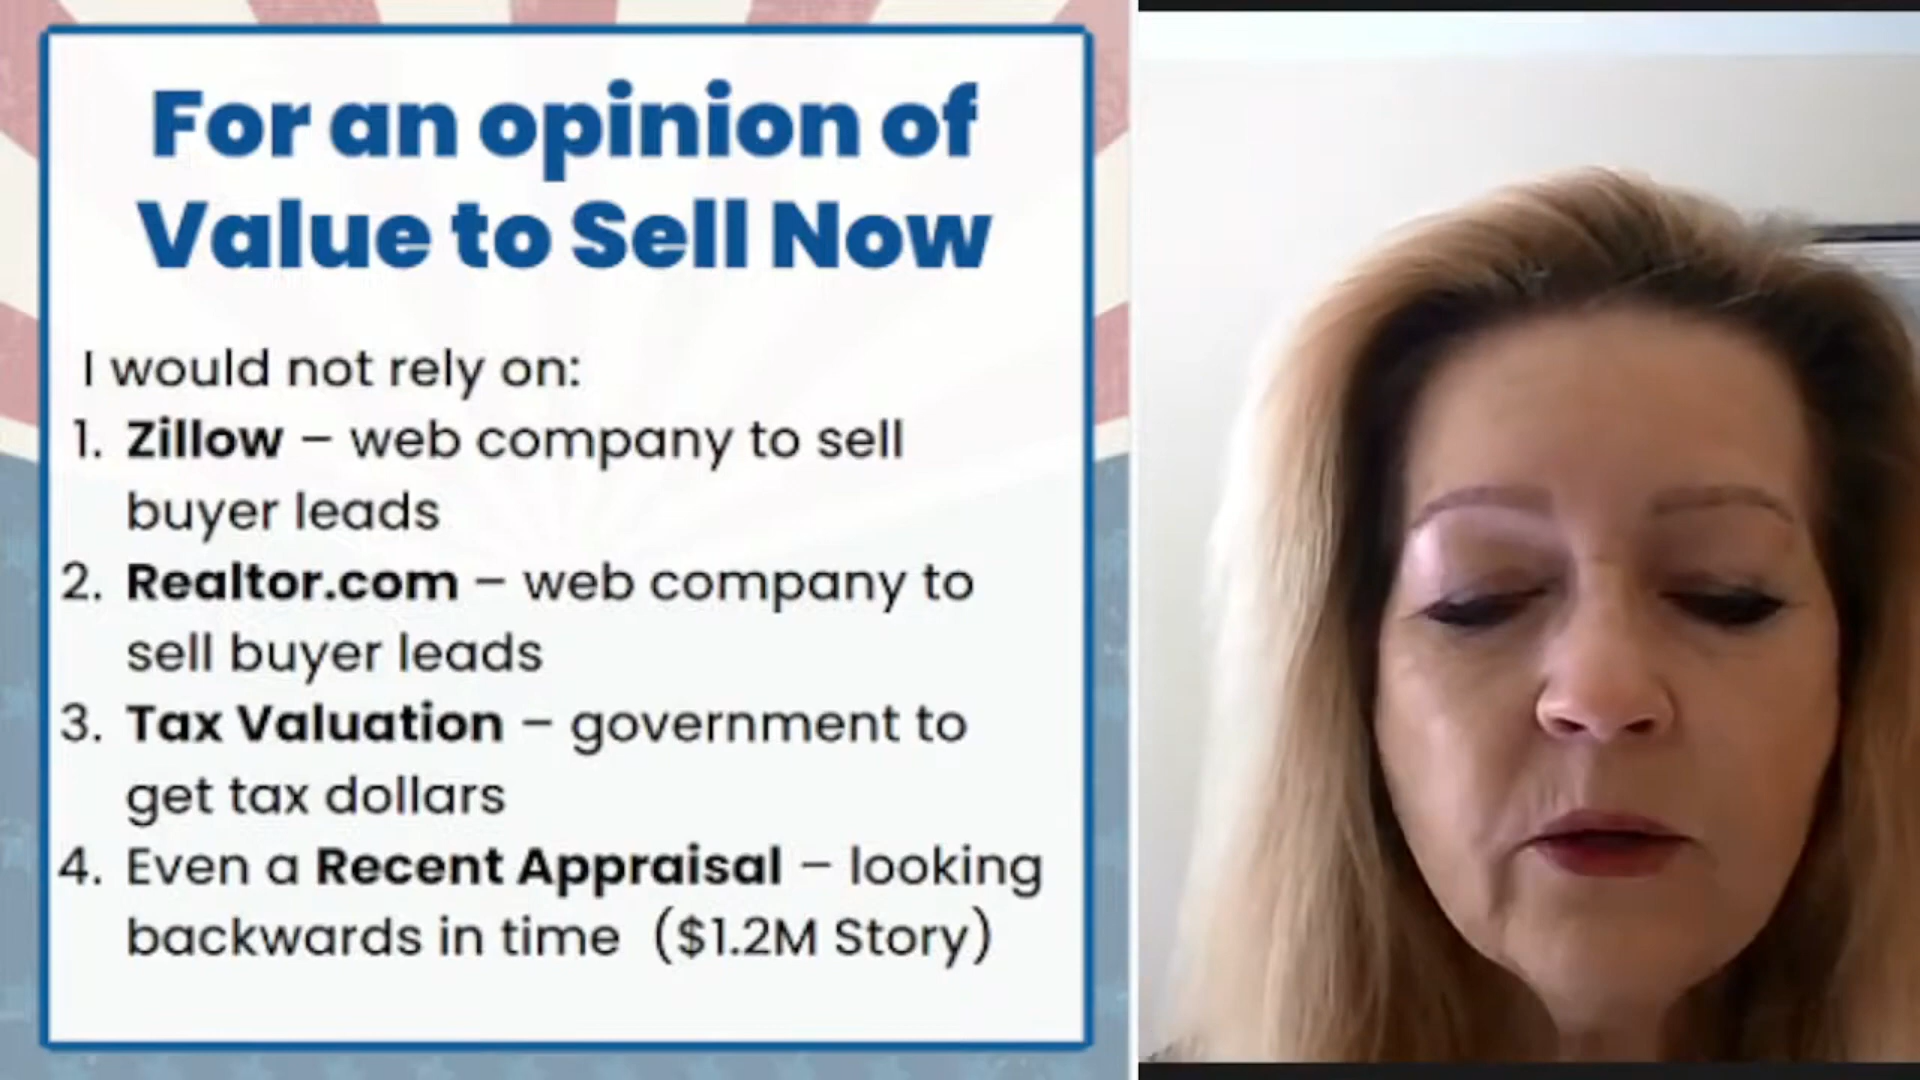 For an opinion of
Value to Sell Now
I would not rely on:
1. Zillow – web company to sell
buyer leads
2. Realtor.com – web company to
sell buyer leads
3. Tax Valuation – government to
get tax dollars
4. Even a Recent Appraisal – looking
backwards in time ($1.2M Story)